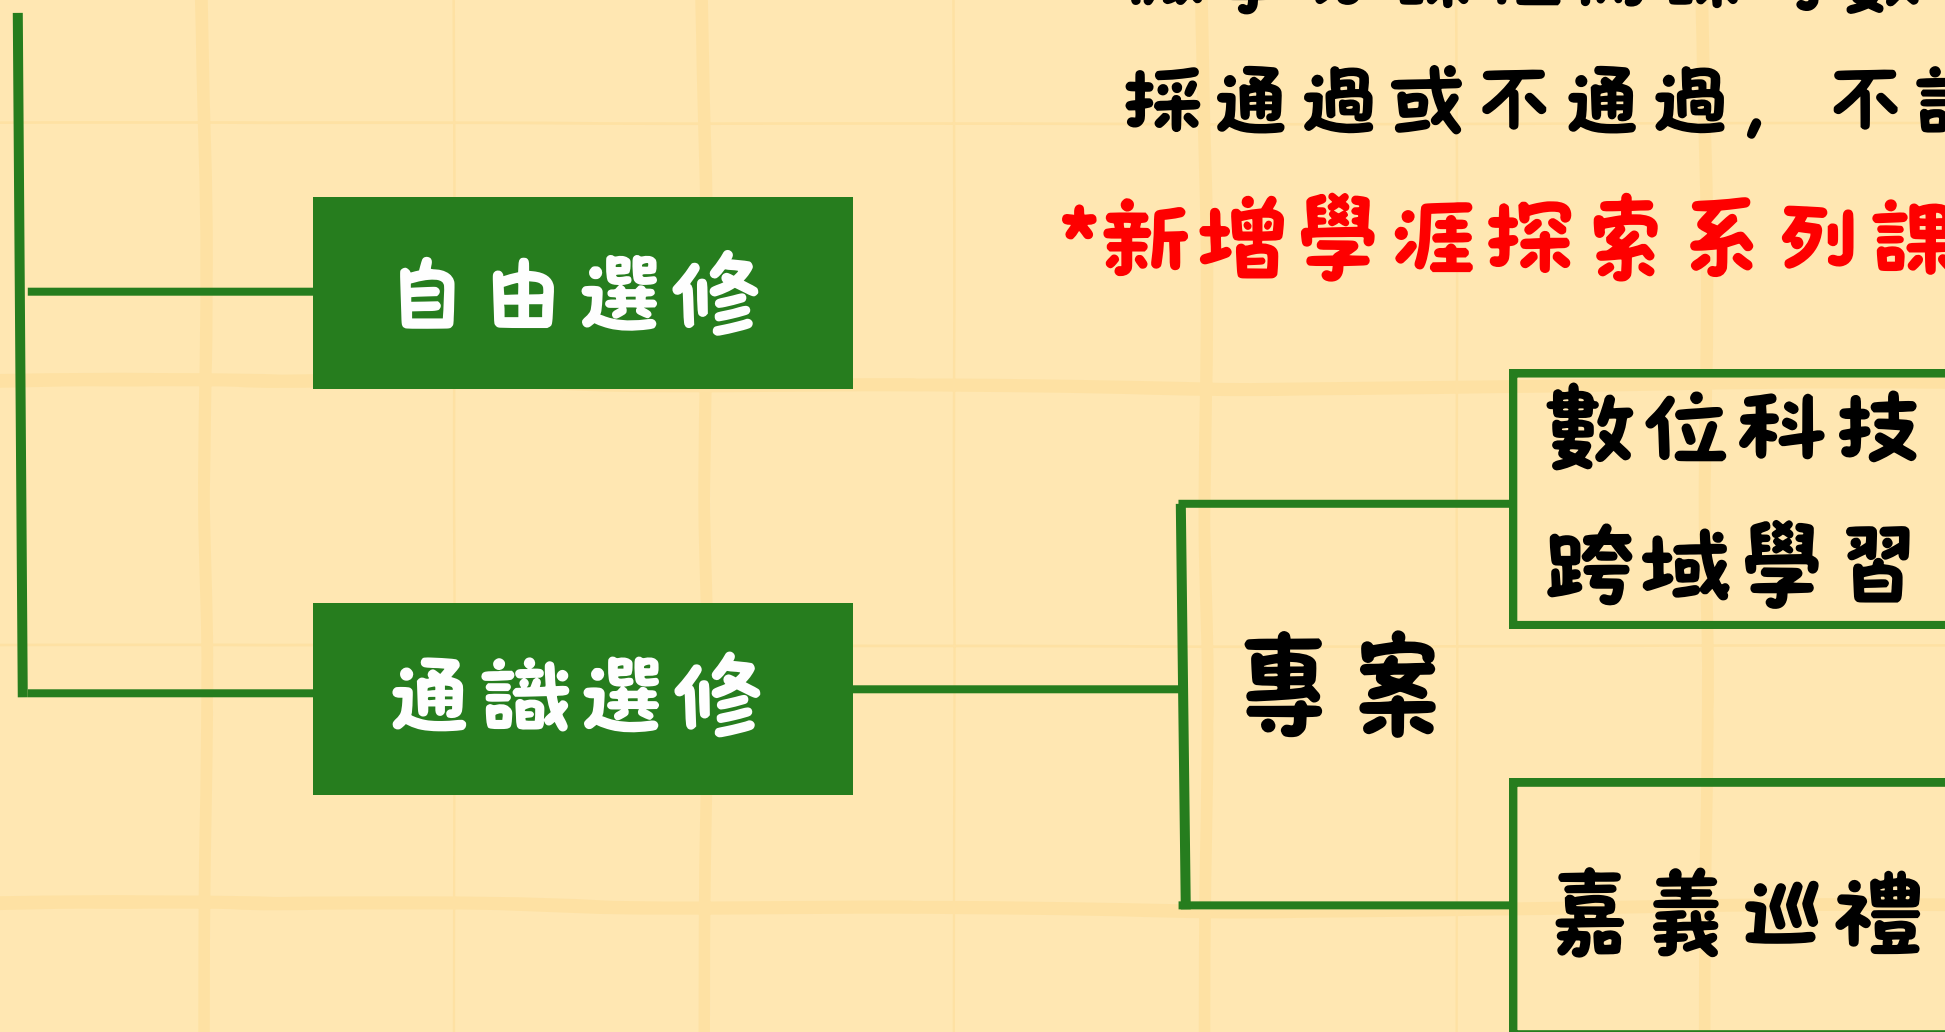 採通過或不通過，不
*新增學涯探索系列課
自由選修
數位科技
跨域學習
專案
通識選修
嘉義巡禮